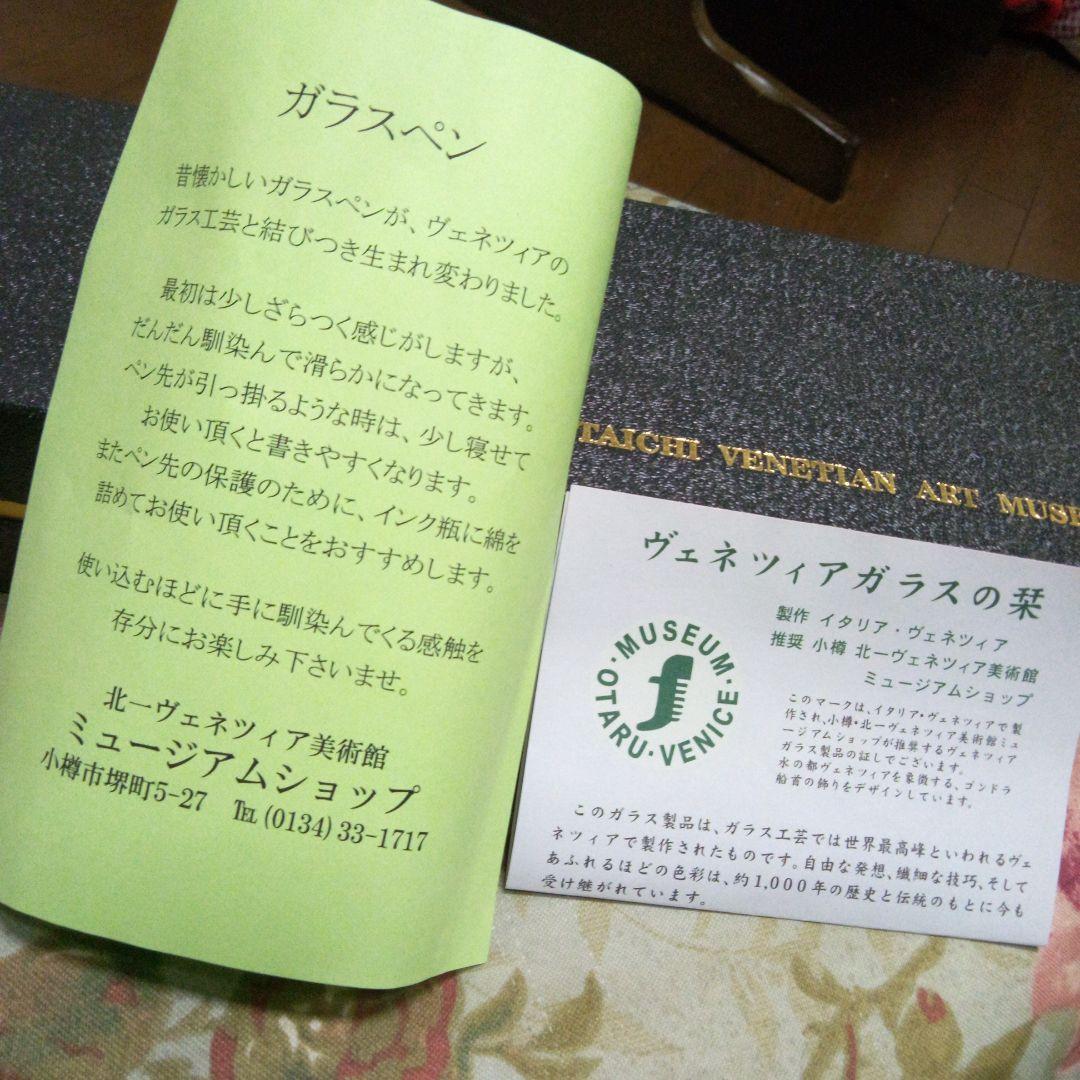 ガラスペン
昔懐かしいガラスペンが、ヴェネツィアの
ガラス工芸と結びつき生まれ変わりました。
最初は少しざらつく感じがしますが、
だんだん馴染んで滑らかになってきます。
ペン先が引っ掛るような時は、少し寝せて
お使い頂くと書きやすくなります。
またペン先の保護のために、インク瓶に綿を
詰めてお使い頂くことをおすすめします。
使い込むほどに手に馴染んでくる感触を
存分にお楽しみ下さいませ。
北一ヴェネツィア美術館
ミュージアムショップ
小樽市堺町5-27 ℡(0134)33-1717
TAICHI VENETIAN ART MUSE
ヴェネツィアガラスの栞
製作 イタリア・ヴェネツィア
推奨 小樽 北一ヴェネツィア美術館
ミュージアムショップ
MUSEUM・VENICE・OTARU・
このマークは、イタリア・ヴェネツィアで製
作され、小樽・北一ヴェネツィア美術館ミュ
ージアムショップが推奨するヴェネツィア
ガラス製品の証しでございます。
水の都ヴェネツィアを象徴する、ゴンドラ
船首の飾りをデザインしています。
このガラス製品は、ガラス工芸では世界最高峰といわれるヴェ
ネツィアで製作されたものです。自由な発想、繊細な技巧、そして
あふれるほどの色彩は、約1,000年の歴史と伝統のもとに今も
受け継がれています。